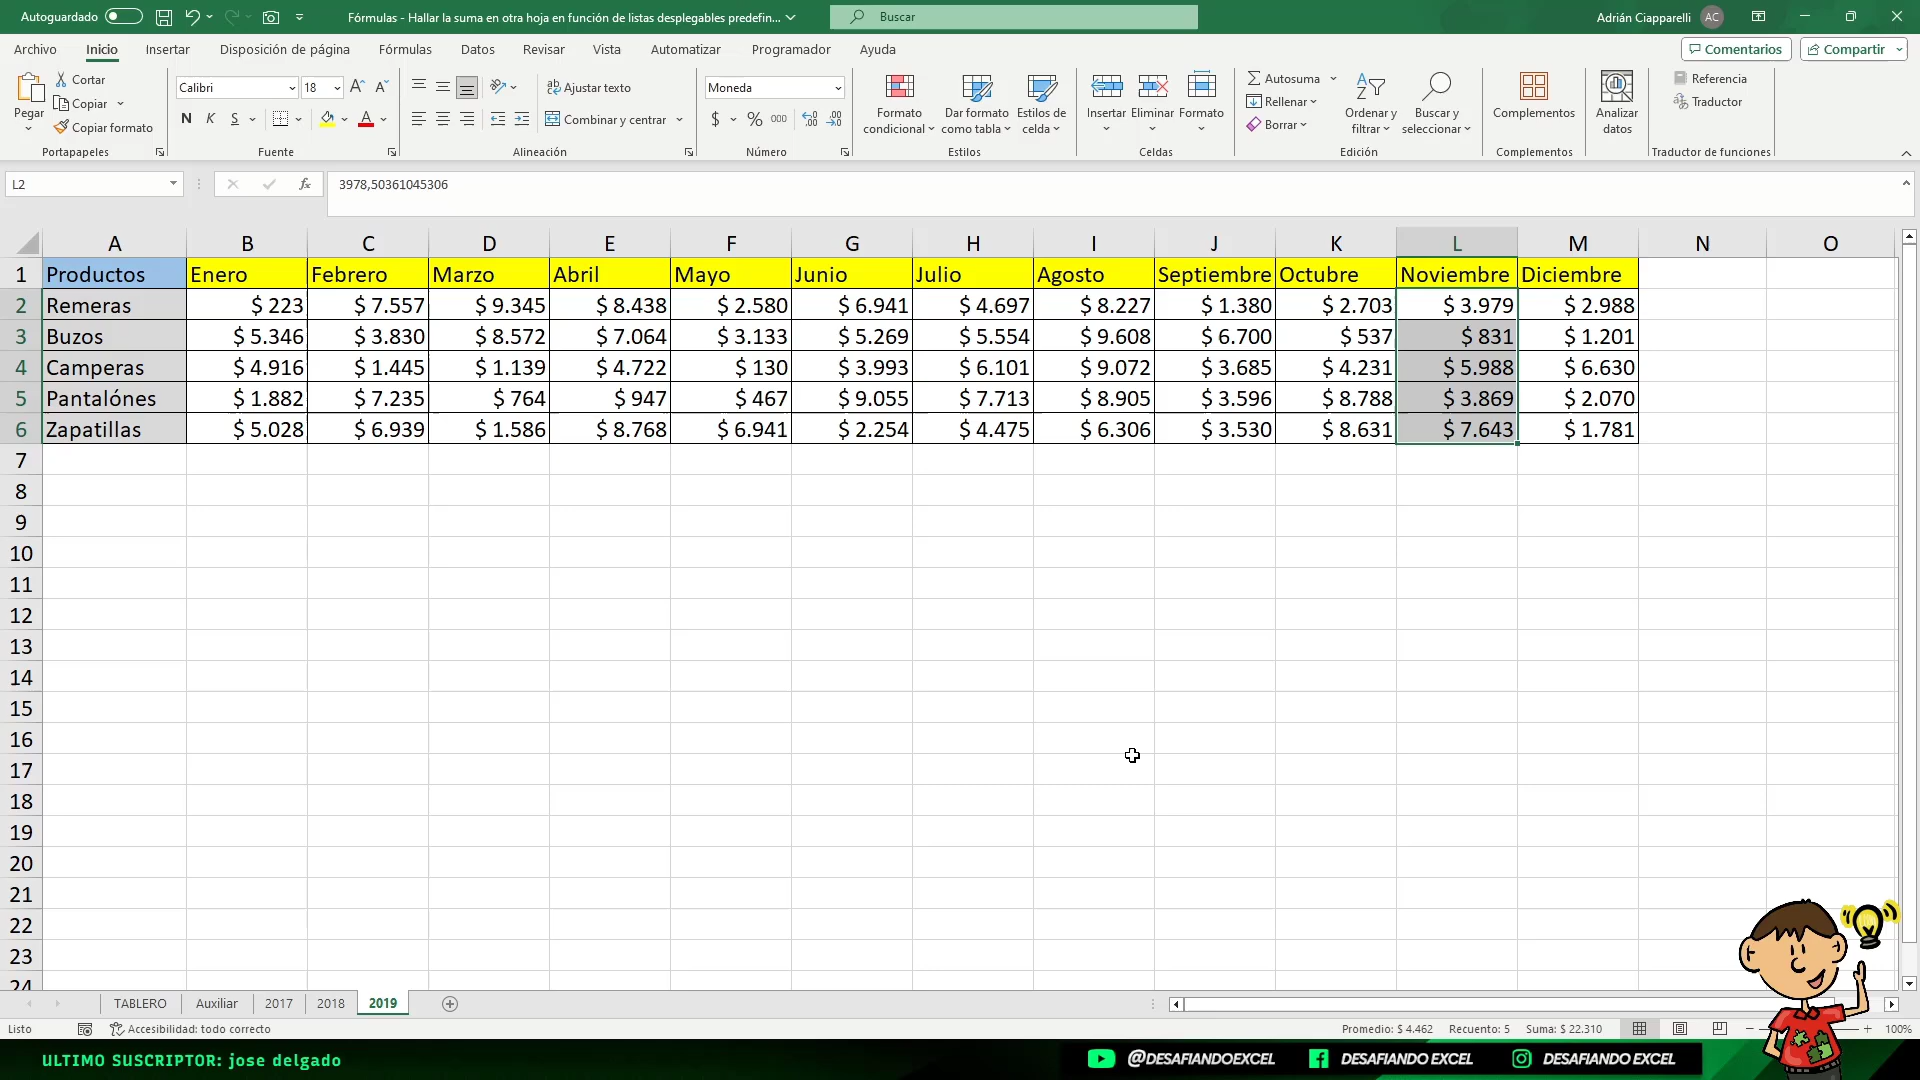 Autoguardado Fórmulas - Hallar la suma en otra hoja en función de listas desplegables predefin... Buscar Adrián Ciapparelli AC
Archivo Inicio Insertar Disposición de página Fórmulas Datos Revisar Vista Automatizar Programador Ayuda Comentarios Compartir
Pegar Cortar Copiar Copiar formato
Portapapeles
Calibri 18
N K S
Fuente
Ajustar texto
Combinar y centrar
Alineación
Moneda
$ % 000
Número
Formato condicional Dar formato como tabla Estilos de celda
Estilos
Insertar Eliminar Formato
Celdas
Autosuma
Rellenar
Borrar
Ordenar y filtrar Buscar y seleccionar
Edición
Complementos
Complementos
Analizar datos
Referencia
Traductor
Traductor de funciones
L2 fx 3978,50361045306
A B C D E F G H I J K L M N O
1 Productos Enero Febrero Marzo Abril Mayo Junio Julio Agosto Septiembre Octubre Noviembre Diciembre
2 Remeras $ 223 $ 7.557 $ 9.345 $ 8.438 $ 2.580 $ 6.941 $ 4.697 $ 8.227 $ 1.380 $ 2.703 $ 3.979 $ 2.988
3 Buzos $ 5.346 $ 3.830 $ 8.572 $ 7.064 $ 3.133 $ 5.269 $ 5.554 $ 9.608 $ 6.700 $ 537 $ 831 $ 1.201
4 Camperas $ 4.916 $ 1.445 $ 1.139 $ 4.722 $ 130 $ 3.993 $ 6.101 $ 9.072 $ 3.685 $ 4.231 $ 5.988 $ 6.630
5 Pantalónes $ 1.882 $ 7.235 $ 764 $ 947 $ 467 $ 9.055 $ 7.713 $ 8.905 $ 3.596 $ 8.788 $ 3.869 $ 2.070
6 Zapatillas $ 5.028 $ 6.939 $ 1.586 $ 8.768 $ 6.941 $ 2.254 $ 4.475 $ 6.306 $ 3.530 $ 8.631 $ 7.643 $ 1.781
7
8
9
10
11
12
13
14
15
16
17
18
19
20
21
22
23
24
TABLERO Auxiliar 2017 2018 2019
Listo Accesibilidad: todo correcto Promedio: $ 4.462 Recuento: 5 Suma: $ 22.310 100%
ULTIMO SUSCRIPTOR: jose delgado @DESAFIANDOEXCEL DESAFIANDO EXCEL DESAFIANDO EXCEL